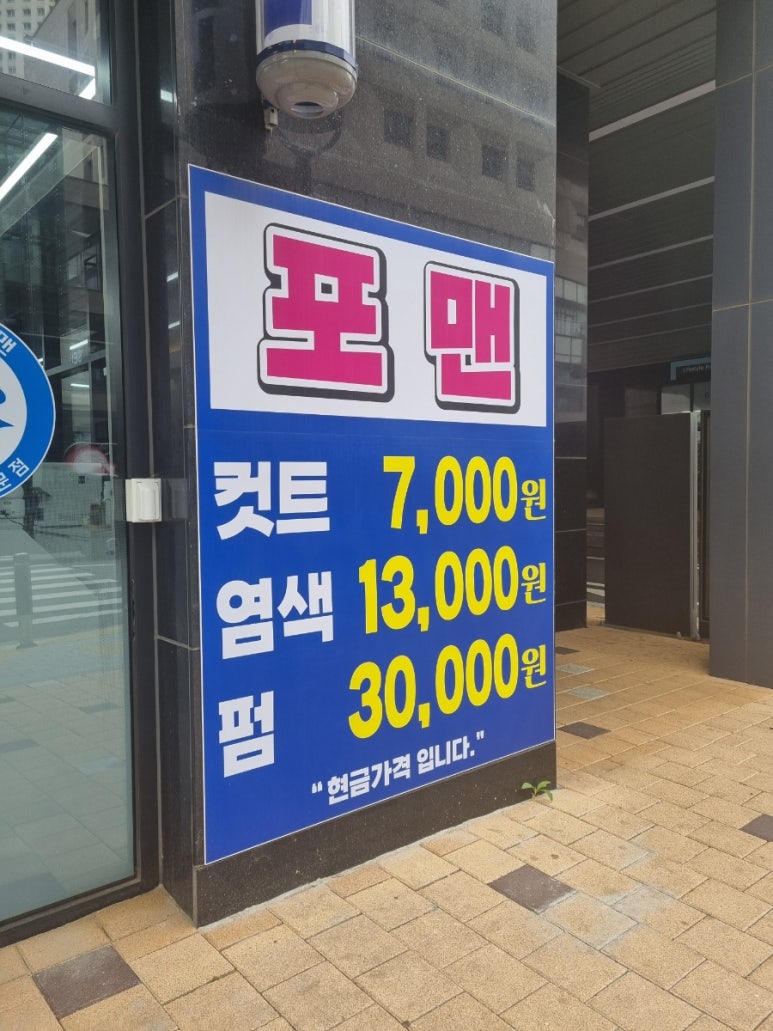 포맨
컷트 7,000원
염색 13,000원
펌 30,000원
"현금가격 입니다."